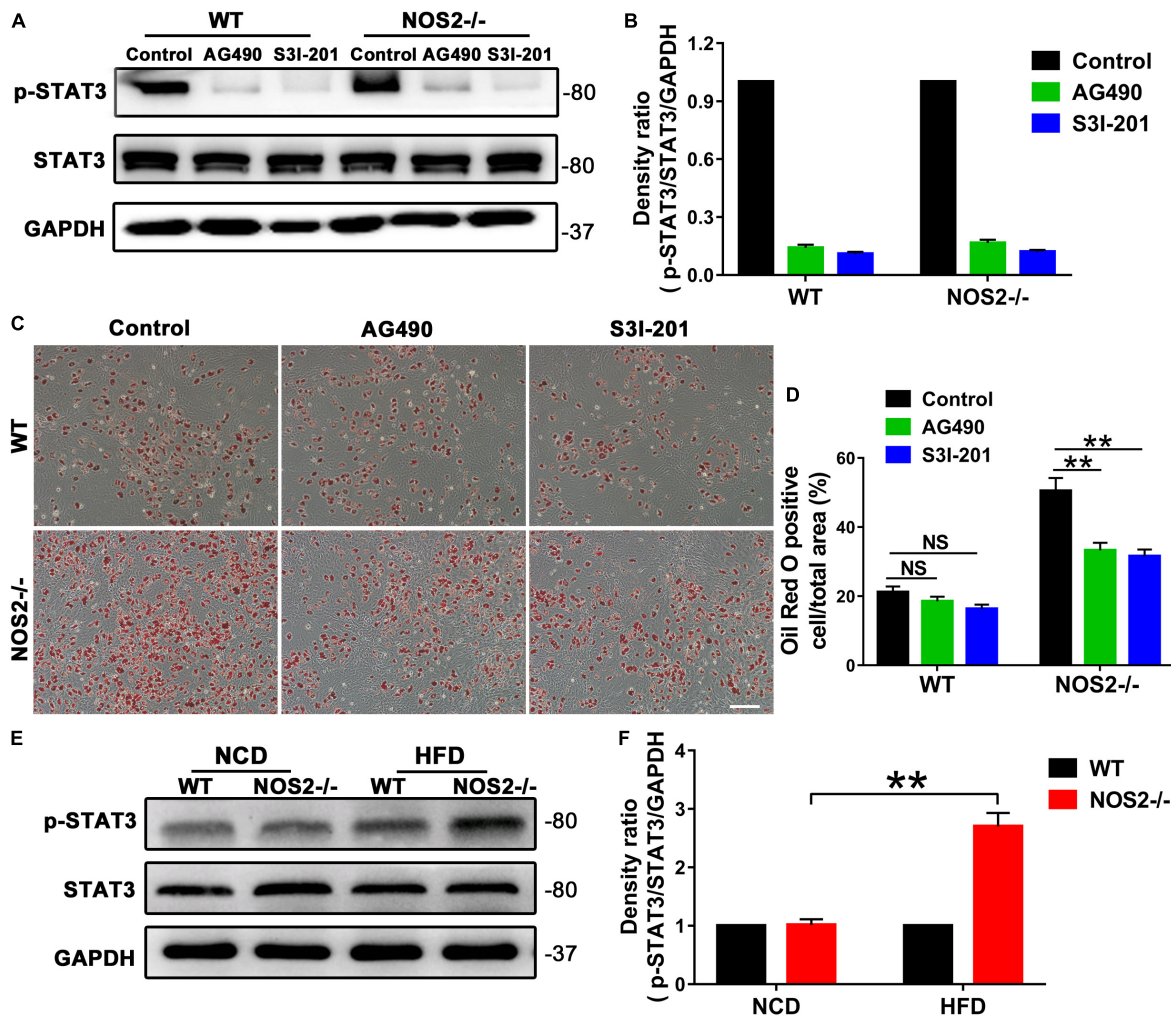 A
WT NOS2-/-
Control AG490 S3I-201 Control AG490 S3I-201
p-STAT3 -80
STAT3 -80
GAPDH -37
B
Density ratio
( p-STAT3/STAT3/GAPDH)
1.2
0.9
0.6
0.3
0.0
WT NOS2-/-
Control
AG490
S3I-201
C
Control AG490 S3I-201
WT
NOS2-/-
D
Control
AG490
S3I-201
Oil Red O positive
cell/total area (%)
60
40
20
0
NS
NS
**
**
WT NOS2-/-
E
NCD HFD
WT NOS2-/- WT NOS2-/-
p-STAT3 -80
STAT3 -80
GAPDH -37
F
Density ratio
( p-STAT3/STAT3/GAPDH)
4
3
2
1
0
**
NCD HFD
WT
NOS2-/-